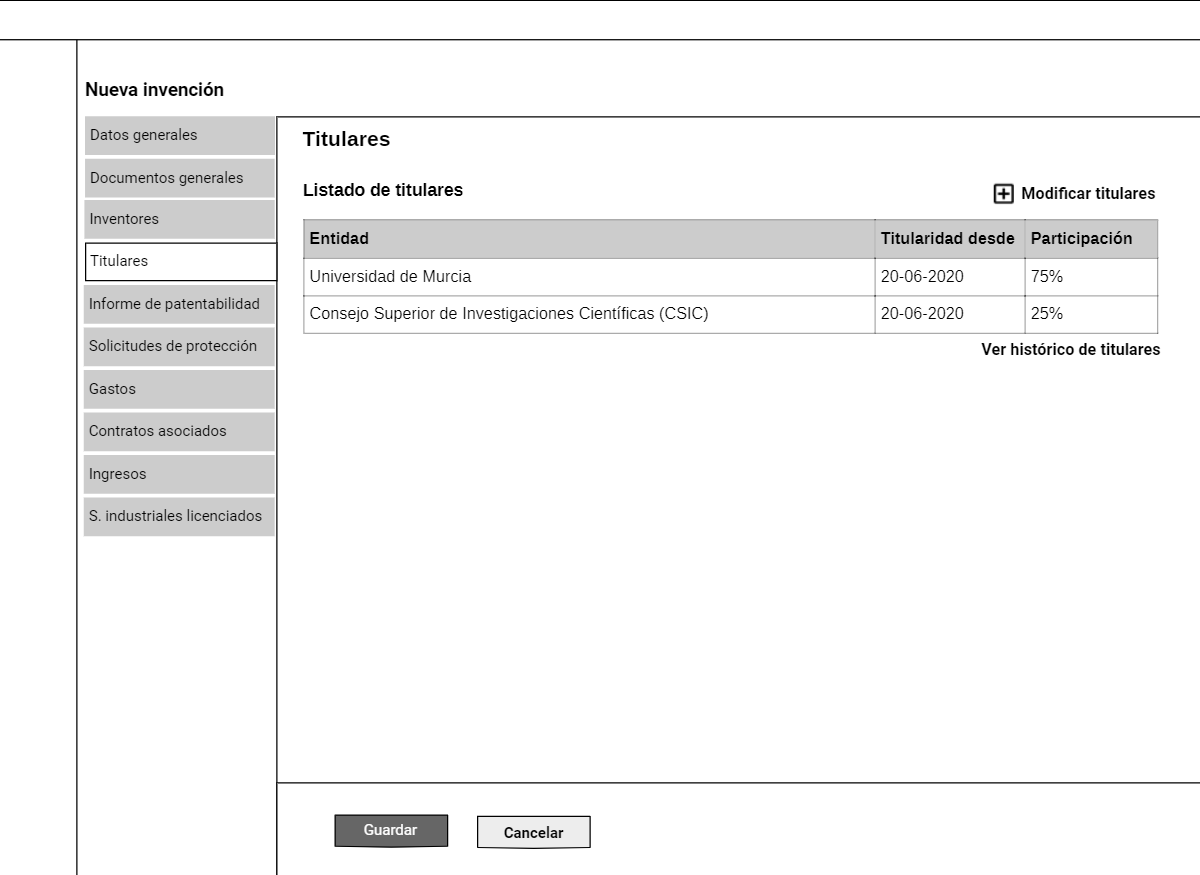 Nueva invención
Datos generales
Documentos generales
Inventores
Titulares
Informe de patentabilidad
Solicitudes de protección
Gastos
Contratos asociados
Ingresos
S. industriales licenciados
Titulares
Listado de titulares
Modificar titulares
Entidad Titularidad desde Participación
Universidad de Murcia 20-06-2020 75%
Consejo Superior de Investigaciones Científicas (CSIC) 20-06-2020 25%
Ver histórico de titulares
Guardar Cancelar